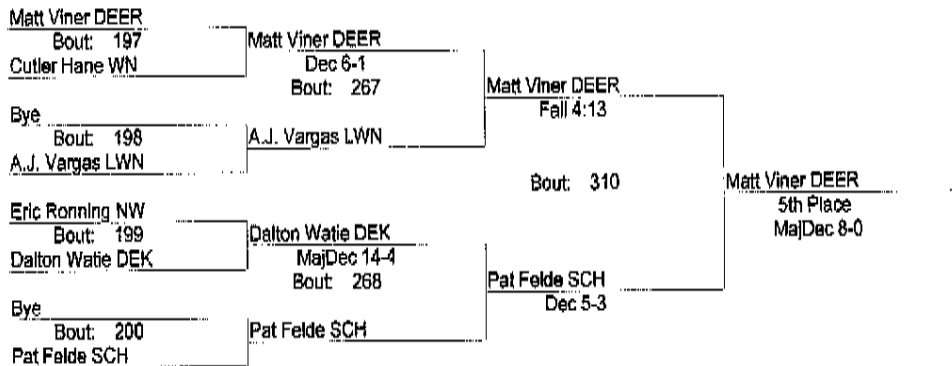 Matt Viner DEER
Bout: 197
Cutler Hane WN
Bye
Bout: 198
A.J. Vargas LWN
Eric Ronning NW
Bout: 199
Dalton Watie DEK
Bye
Bout: 200
Pat Felde SCH
Matt Viner DEER
Dec 6-1
Bout: 267
A.J. Vargas LWN
Dalton Watie DEK
MajDec 14-4
Bout: 268
Pat Felde SCH
Matt Viner DEER
Fall 4:13
Bout: 310
Pat Felde SCH
Dec 5-3
Matt Viner DEER
5th Place
MajDec 8-0